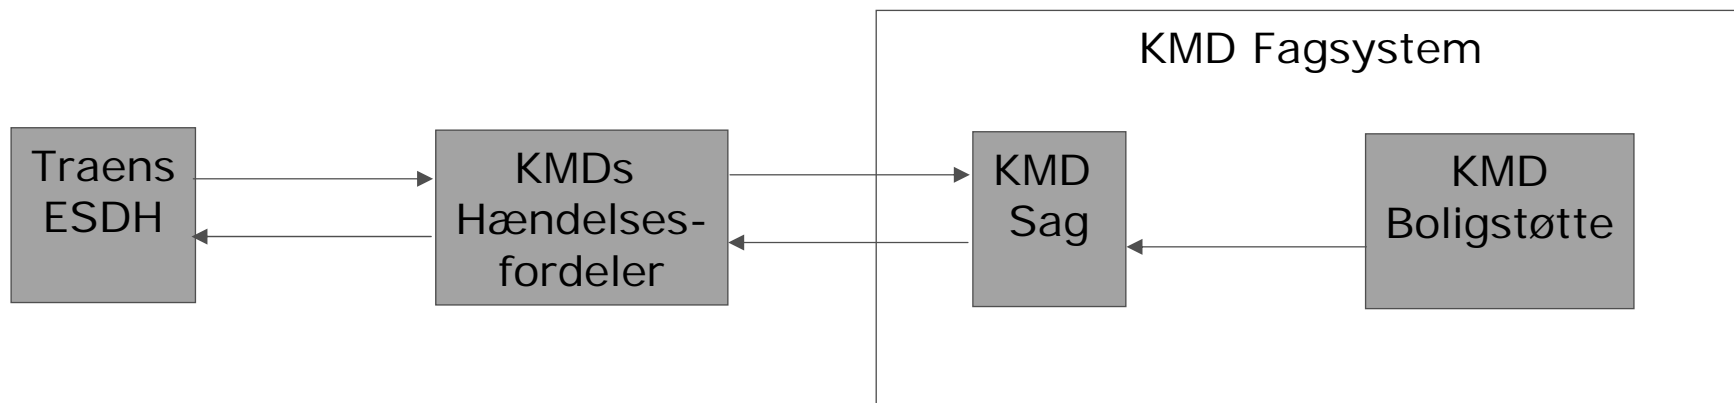 KMD Fagsystem
Traens
ESDH
KMDs
Hændelses-
fordeler
KMD
Sag
KMD
Boligstøtte